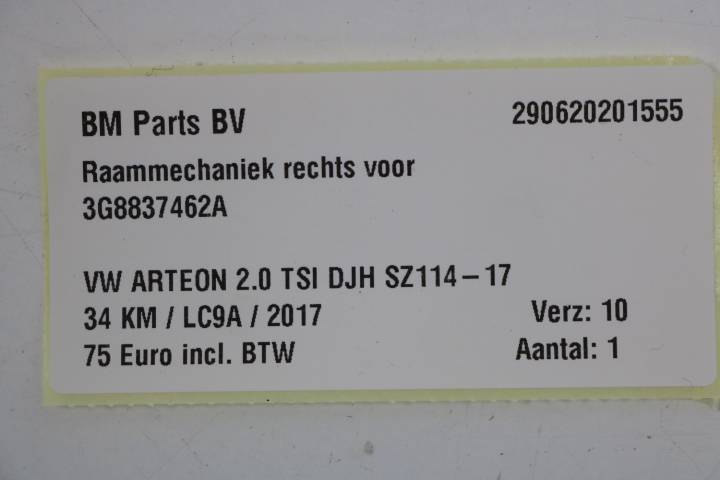 BM Parts BV 290620201555
Raammechaniek rechts voor
3G8837462A
VW ARTEON 2.0 TSI DJH SZ114-17
34 KM / LC9A / 2017 Verz: 10
75 Euro incl. BTW Aantal: 1